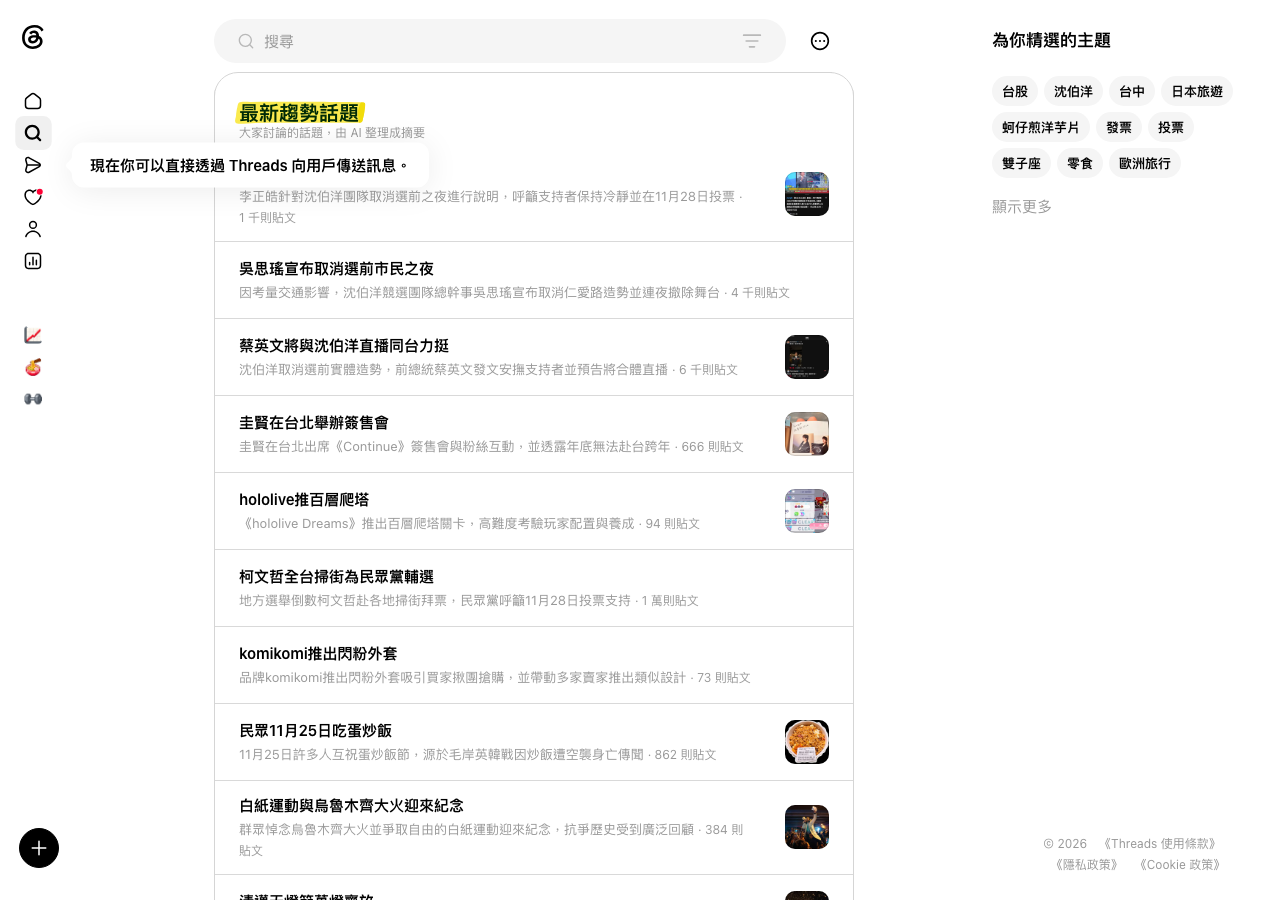 搜尋
最新趨勢話題
大家討論的話題，由 AI 整理成摘要
現在你可以直接透過 Threads 向用戶傳送訊息。
李正皓針對沈伯洋團隊取消選前之夜進行說明，呼籲支持者保持冷靜並在11月28日投票 ·
1 千則貼文
吳思瑤宣布取消選前市民之夜
因考量交通影響，沈伯洋競選團隊總幹事吳思瑤宣布取消仁愛路造勢並連夜撤除舞台 · 4 千則貼文
蔡英文將與沈伯洋直播同台力挺
沈伯洋取消選前實體造勢，前總統蔡英文發文安撫支持者並預告將合體直播 · 6 千則貼文
圭賢在台北舉辦簽售會
圭賢在台北出席《Continue》簽售會與粉絲互動，並透露年底無法赴台跨年 · 666 則貼文
hololive推百層爬塔
《hololive Dreams》推出百層爬塔關卡，高難度考驗玩家配置與養成 · 94 則貼文
柯文哲全台掃街為民眾黨輔選
地方選舉倒數柯文哲赴各地掃街拜票，民眾黨呼籲11月28日投票支持 · 1 萬則貼文
komikomi推出閃粉外套
品牌komikomi推出閃粉外套吸引買家揪團搶購，並帶動多家賣家推出類似設計 · 73 則貼文
民眾11月25日吃蛋炒飯
11月25日許多人互祝蛋炒飯節，源於毛岸英韓戰因炒飯遭空襲身亡傳聞 · 862 則貼文
白紙運動與烏魯木齊大火迎來紀念
群眾悼念烏魯木齊大火並爭取自由的白紙運動迎來紀念，抗爭歷史受到廣泛回顧 · 384 則
貼文
清邁天燈節萬燈齊放
為你精選的主題
台股 沈伯洋 台中 日本旅遊
蚵仔煎洋芋片 發票 投票
雙子座 零食 歐洲旅行
顯示更多
© 2026 《Threads 使用條款》
《隱私政策》 《Cookie 政策》